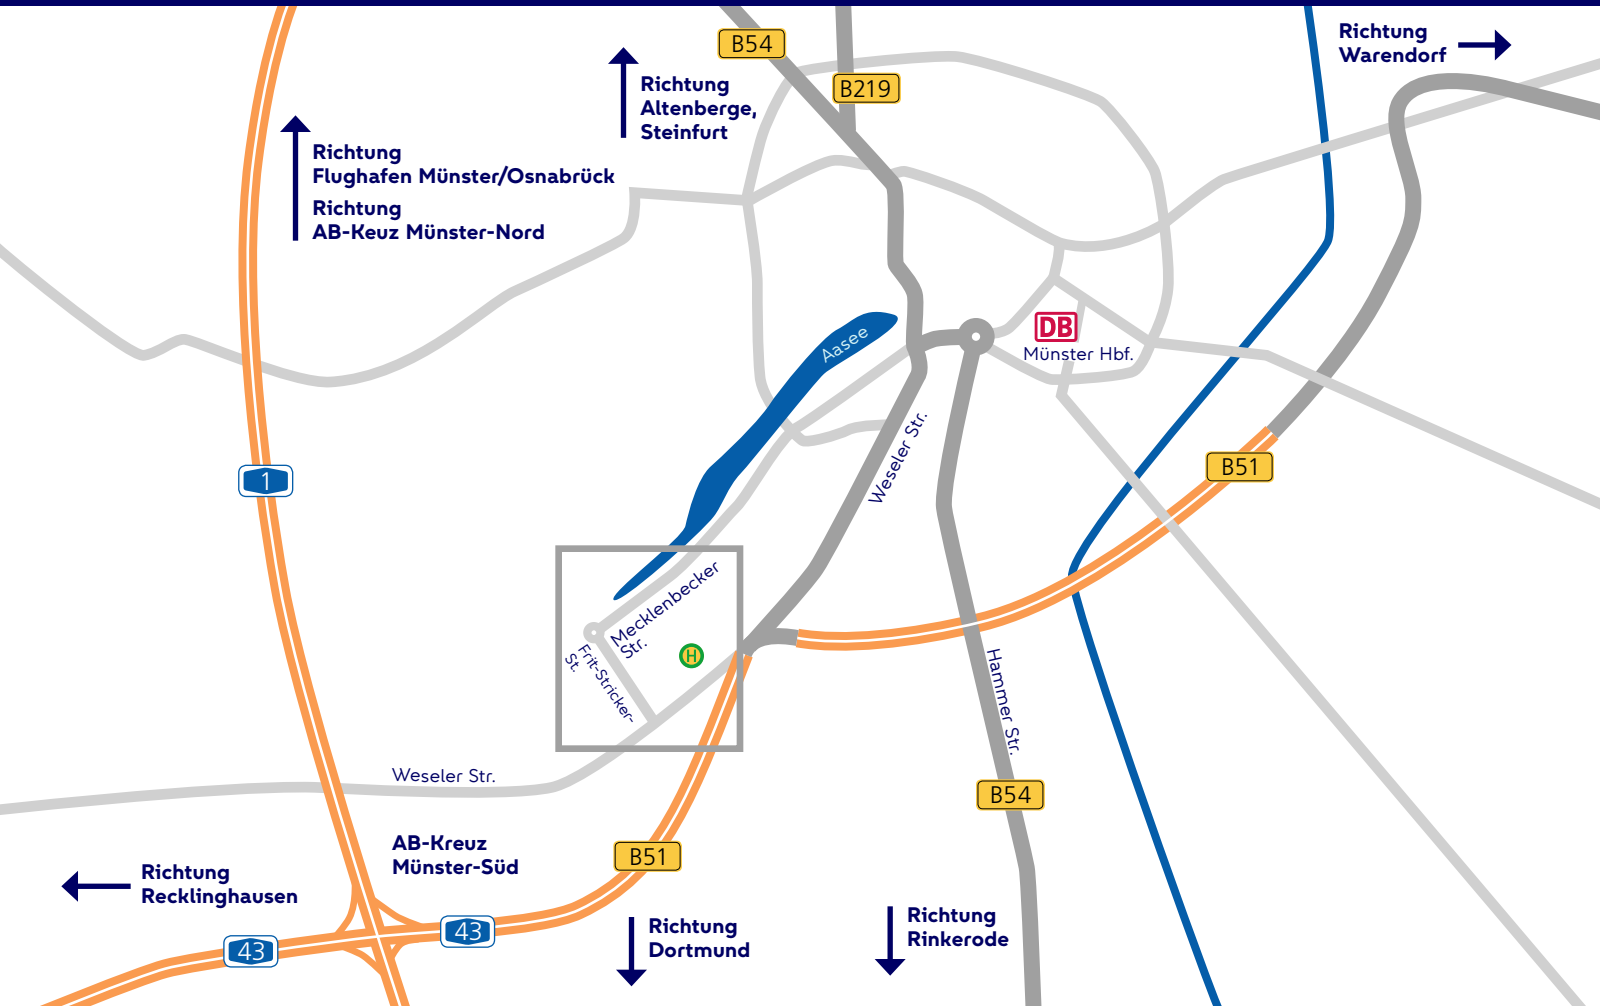 B54
Richtung
Warendorf
B219
Richtung
Altenberge,
Steinfurt
Richtung
Flughafen Münster/Osnabrück
Richtung
AB-Keuz Münster-Nord
DB
Münster Hbf.
Aasee
Weseler Str.
B51
1
Mecklenbecker
Str.
H
Frit-Stricker-
St.
Hammer Str.
Weseler Str.
B54
AB-Kreuz
Münster-Süd
B51
Richtung
Recklinghausen
43
43
Richtung
Dortmund
Richtung
Rinkerode